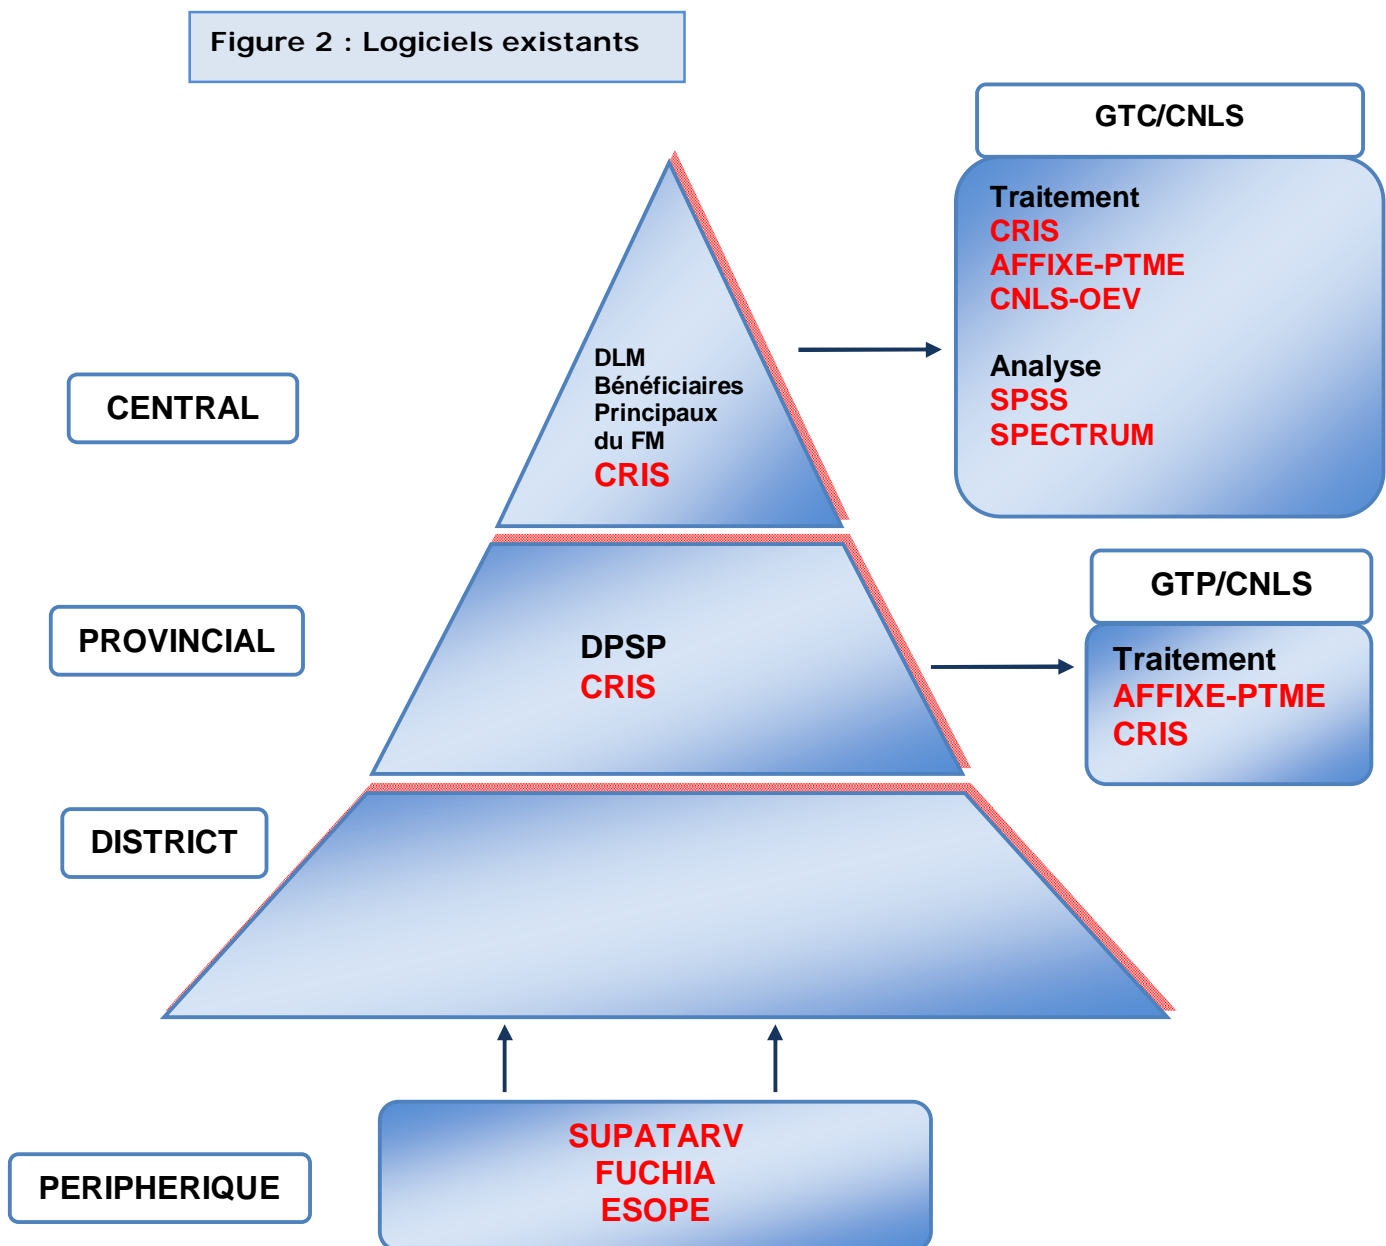 Figure 2 : Logiciels existants
GTC/CNLS
Traitement
CRIS
AFFIXE-PTME
CNLS-OEV
Analyse
SPSS
SPECTRUM
CENTRAL
DLM
Bénéficiaires
Principaux
du FM
CRIS
GTP/CNLS
Traitement
AFFIXE-PTME
CRIS
PROVINCIAL
DPSP
CRIS
DISTRICT
PERIPHERIQUE
SUPATARV
FUCHIA
ESOPE